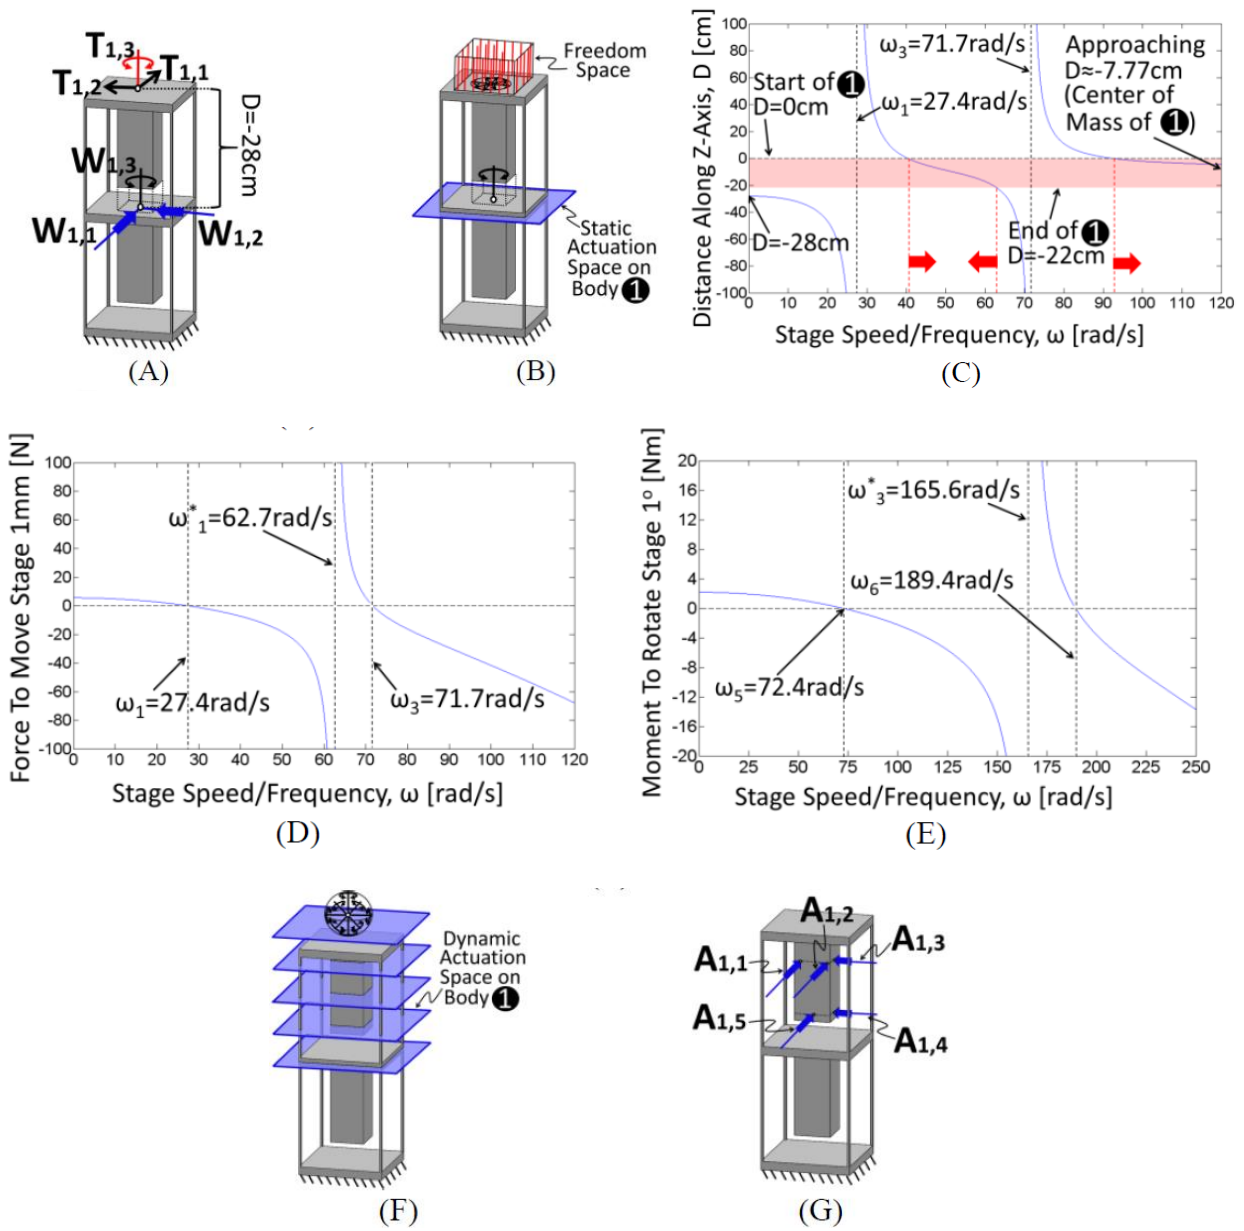 T1,3
T1,1
T1,2
D=-28cm
W1,3
W1,1
W1,2
(A)
Freedom
Space
Static
Actuation
Space on
Body 1
(B)
Distance Along Z-Axis, D [cm]
100
80
60
40
20
0
-20
-40
-60
-80
-100
Start of 1
D=0cm
ω3=71.7rad/s
ω1=27.4rad/s
Approaching
D≈-7.77cm
(Center of
Mass of 1)
D=-28cm
End of 1
D=-22cm
0 10 20 30 40 50 60 70 80 90 100 110 120
Stage Speed/Frequency, ω [rad/s]
(C)
Force To Move Stage 1mm [N]
100
80
60
40
20
0
-20
-40
-60
-80
-100
ω*1=62.7rad/s
ω1=27.4rad/s
ω3=71.7rad/s
0 10 20 30 40 50 60 70 80 90 100 110 120
Stage Speed/Frequency, ω [rad/s]
(D)
Moment To Rotate Stage 1º [Nm]
20
16
12
8
4
0
-4
-8
-12
-16
-20
ω*3=165.6rad/s
ω6=189.4rad/s
ω5=72.4rad/s
0 25 50 75 100 125 150 175 200 225 250
Stage Speed/Frequency, ω [rad/s]
(E)
Dynamic
Actuation
Space on
Body 1
(F)
A1,2
A1,3
A1,1
A1,5
A1,4
(G)